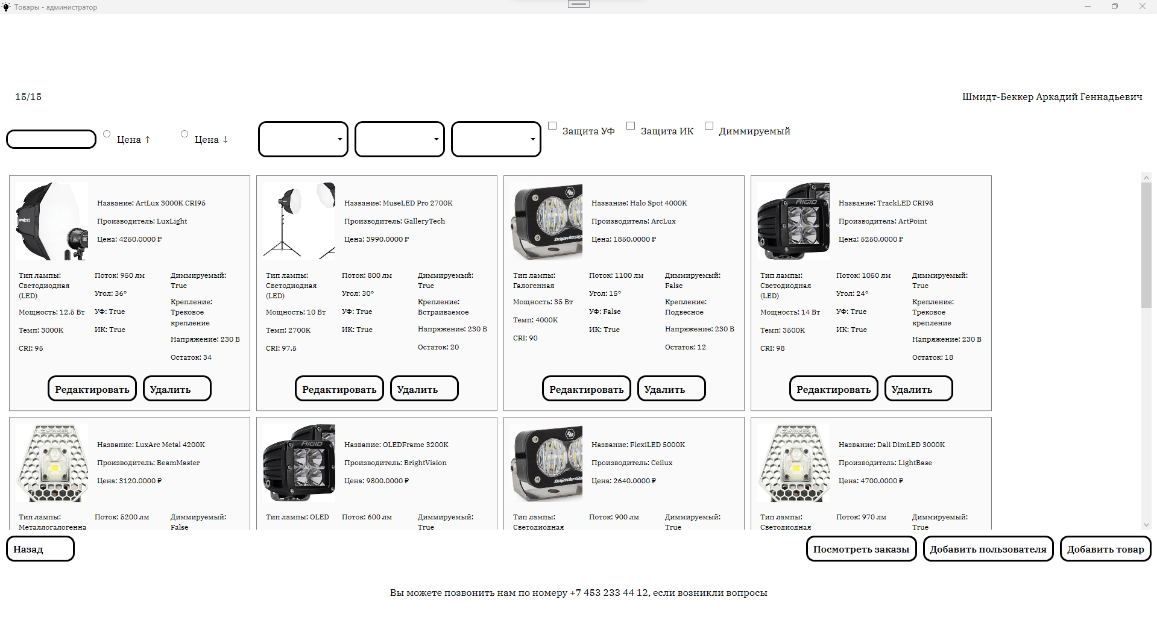 Товары - администратор
15/15
Шмидт-Беккер Аркадий Геннадьевич
Цена ↑
Цена ↓
Защита УФ
Защита ИК
Диммируемый
Название: ArtLux 3000K CRI95
Производитель: LuxLight
Цена: 4250.0000 ₽
Тип лампы:
Светодиодная
(LED)
Мощность: 12.5 Вт
Темп: 3000K
CRI: 95
Поток: 950 лм
Угол: 36°
УФ: True
ИК: True
Диммируемый:
True
Крепление:
Трековое
крепление
Напряжение: 230 В
Остаток: 34
Редактировать
Удалить
Название: MuseLED Pro 2700K
Производитель: GalleryTech
Цена: 3990.0000 ₽
Тип лампы:
Светодиодная
(LED)
Мощность: 10 Вт
Темп: 2700K
CRI: 97.5
Поток: 800 лм
Угол: 30°
УФ: True
ИК: True
Диммируемый:
True
Крепление:
Встраиваемое
Напряжение: 230 В
Остаток: 20
Редактировать
Удалить
Название: Halo Spot 4000K
Производитель: ArcLux
Цена: 1850.0000 ₽
Тип лампы:
Галогенная
Мощность: 35 Вт
Темп: 4000K
CRI: 90
Поток: 1100 лм
Угол: 15°
УФ: False
ИК: True
Диммируемый:
False
Крепление:
Подвесное
Напряжение: 230 В
Остаток: 12
Редактировать
Удалить
Название: TrackLED CRI98
Производитель: ArtPoint
Цена: 5250.0000 ₽
RIGID
Тип лампы:
Светодиодная
(LED)
Мощность: 14 Вт
Темп: 3500K
CRI: 98
Поток: 1050 лм
Угол: 24°
УФ: True
ИК: True
Диммируемый:
True
Крепление:
Трековое
крепление
Напряжение: 230 В
Остаток: 18
Редактировать
Удалить
Название: LuxArc Metal 4200K
Производитель: BeamMaster
Цена: 3120.0000 ₽
Тип лампы:
Металлогалогенна
Поток: 5200 лм
Диммируемый:
False
Название: OLEDFrame 3200K
Производитель: BrightVision
Цена: 9800.0000 ₽
RIGID
Тип лампы: OLED
Поток: 600 лм
Диммируемый:
True
Название: FlexiLED 5000K
Производитель: Cellux
Цена: 2640.0000 ₽
Тип лампы:
Светодиодная
Поток: 900 лм
Диммируемый:
True
Название: Dali DimLED 3000K
Производитель: LightBase
Цена: 4700.0000 ₽
Тип лампы:
Светодиодная
Поток: 970 лм
Диммируемый:
True
Назад
Посмотреть заказы
Добавить пользователя
Добавить товар
Вы можете позвонить нам по номеру +7 453 233 44 12, если возникли вопросы